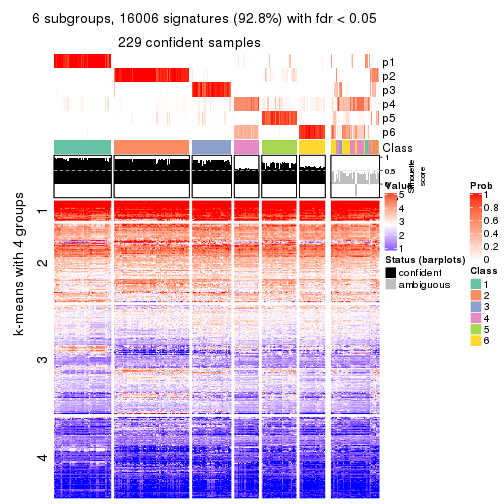 6 subgroups, 16006 signatures (92.8%) with fdr < 0.05
229 confident samples
p1
p2
p3
p4
p5
p6
Class
1
0.5
0
Silhouette
score
k-means with 4 groups
1
2
3
4
Value
5
4
3
2
1
Status (barplots)
confident
ambiguous
Prob
1
0.8
0.6
0.4
0.2
0
Class
1
2
3
4
5
6